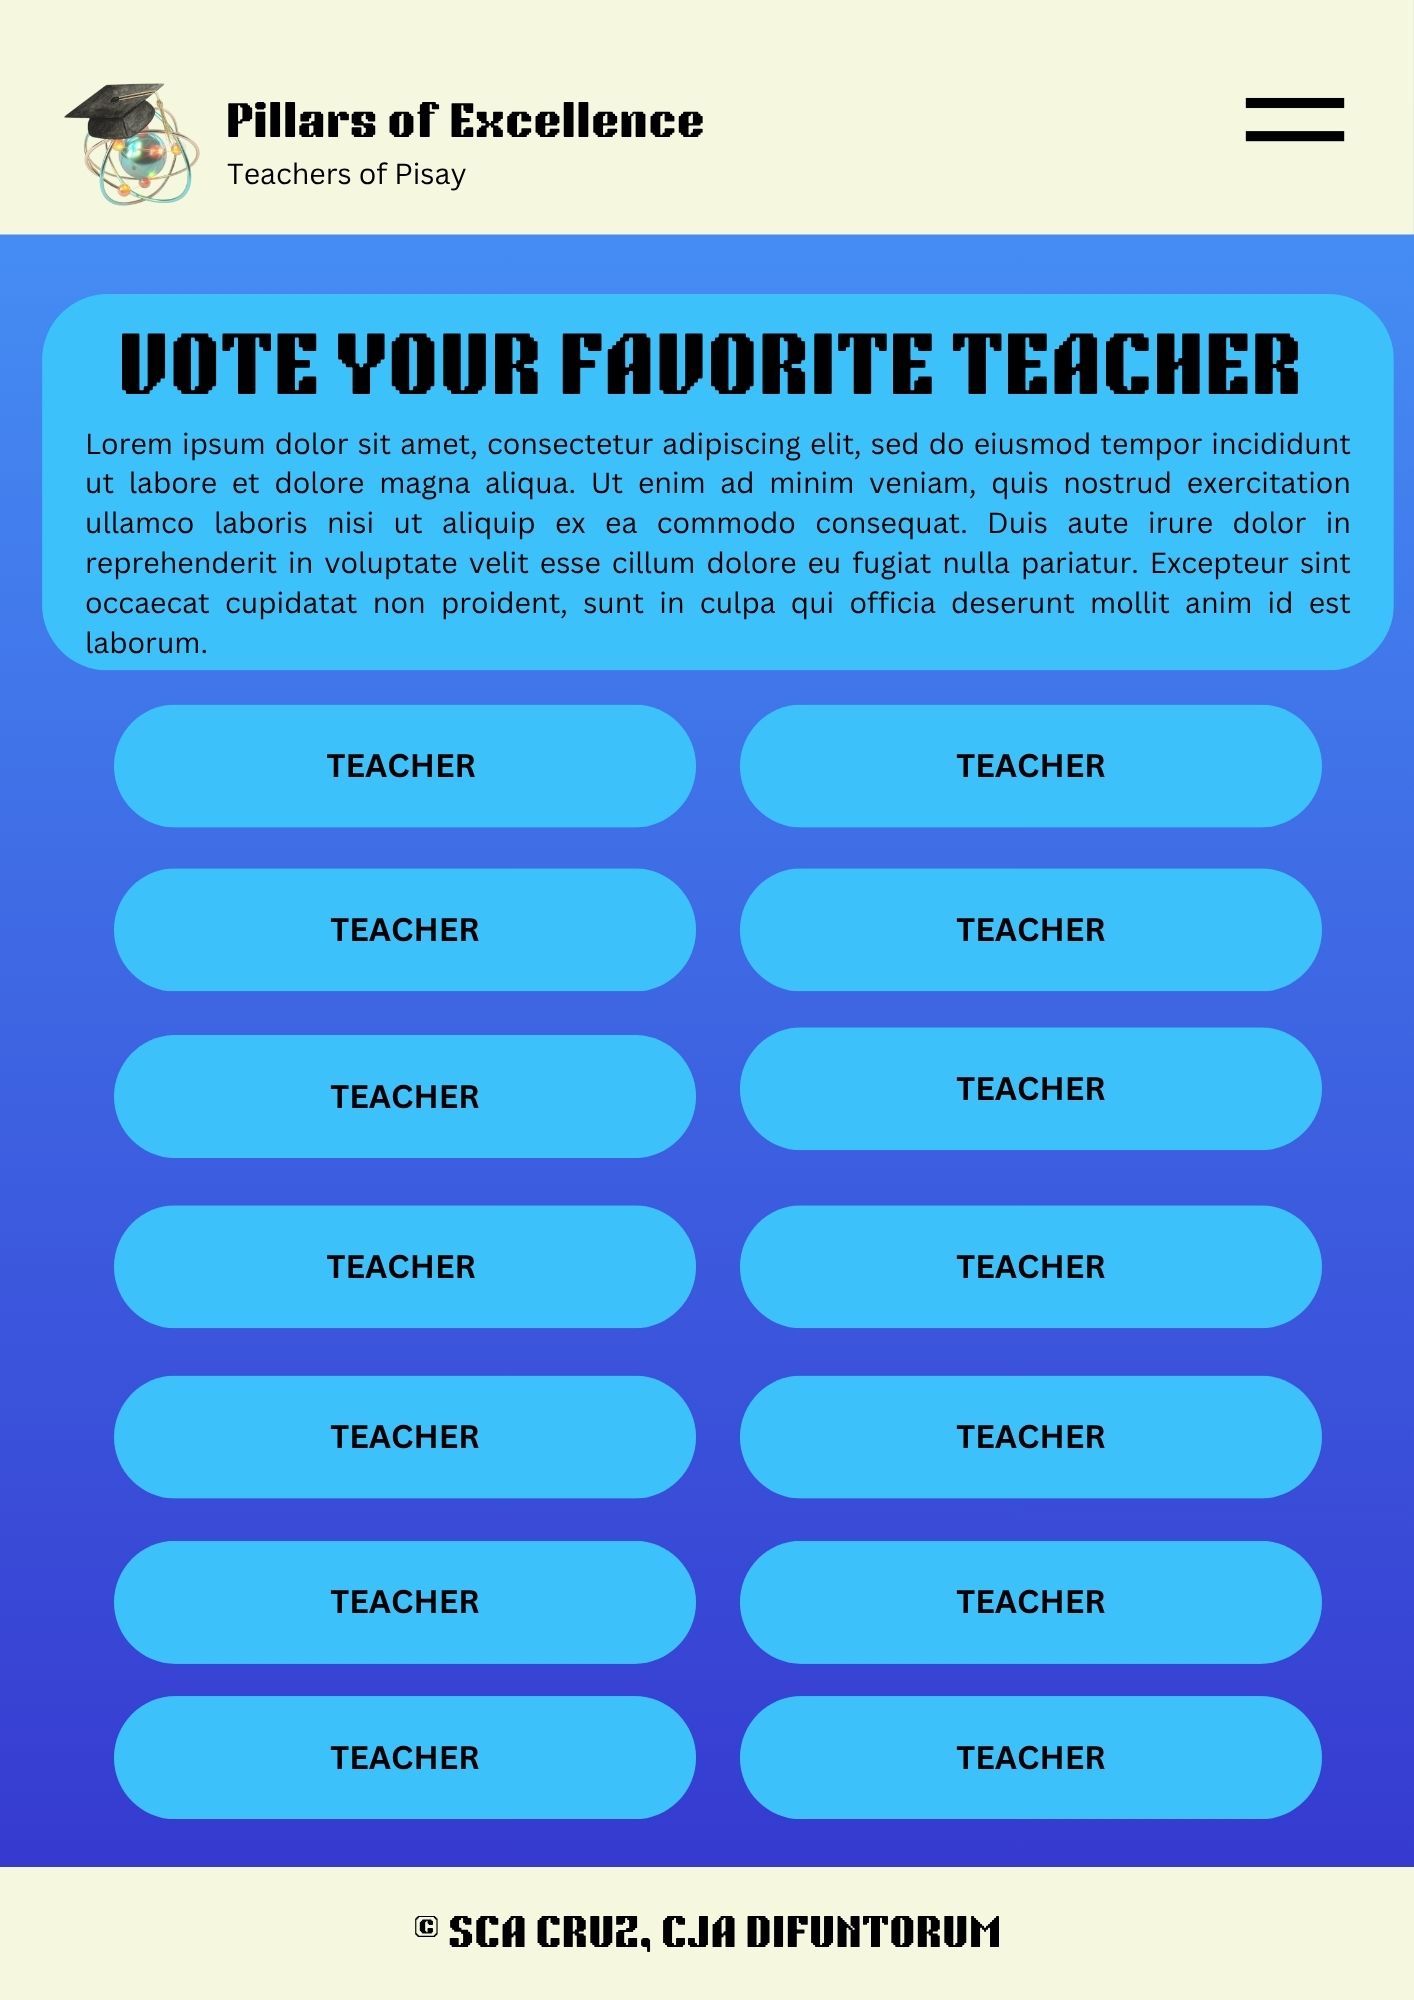 Pillars of Excellence
Teachers of Pisay
VOTE YOUR FAVORITE TEACHER
Lorem ipsum dolor sit amet, consectetur adipiscing elit, sed do eiusmod tempor incididunt
ut labore et dolore magna aliqua. Ut enim ad minim veniam, quis nostrud exercitation
ullamco laboris nisi ut aliquip ex ea commodo consequat. Duis aute irure dolor in
reprehenderit in voluptate velit esse cillum dolore eu fugiat nulla pariatur. Excepteur sint
occaecat cupidatat non proident, sunt in culpa qui officia deserunt mollit anim id est
laborum.
TEACHER
TEACHER
TEACHER
TEACHER
TEACHER
TEACHER
TEACHER
TEACHER
TEACHER
TEACHER
TEACHER
TEACHER
TEACHER
TEACHER
© SCA CRUZ, CJA DIFUNTORUM